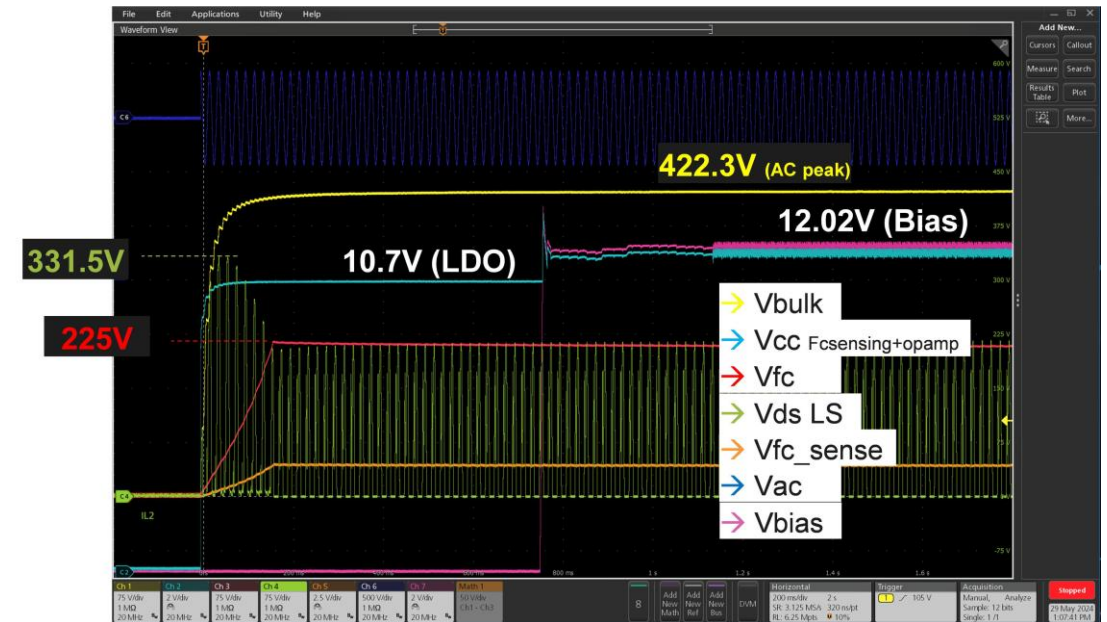 File Edit Applications Utility Help
Waveform View
Add New...
Cursors Callout
Measure Search
Results Table Plot
More...
T
T
600 V
C6
525 V
422.3V (AC peak)
450 V
12.02V (Bias)
375 V
331.5V
10.7V (LDO)
300 V
→ Vbulk
225V
225 V
→ Vcc Fcsensing+opamp
→ Vfc
150 V
→ Vds LS
→ Vfc_sense
→ Vac
C4
IL2
→ Vbias
-75 V
800 ms 1 s 1.2 s 1.4 s 1.6 s
Ch 1 Ch 2 Ch 3 Ch 4 Ch 5 Ch 6 Ch 7 Math 1
75 V/div 2 V/div 75 V/div 75 V/div 2.5 V/div 500 V/div 2 V/div 50 V/div
1 MΩ 1 MΩ 1 MΩ Ch1 - Ch3
20 MHz 20 MHz 20 MHz 20 MHz 20 MHz 20 MHz 20 MHz
8
Add New Math
Add New Ref
Add New Bus
DVM
Horizontal
200 ms/div 2 s
SR: 3.125 MS/s 320 ns/pt
RL: 6.25 Mpts 10%
Trigger
1 105 V
Acquisition
Manual, Analyze
Sample: 12 bits
Single: 1 /1
Stopped
29 May 2024
1:07:41 PM